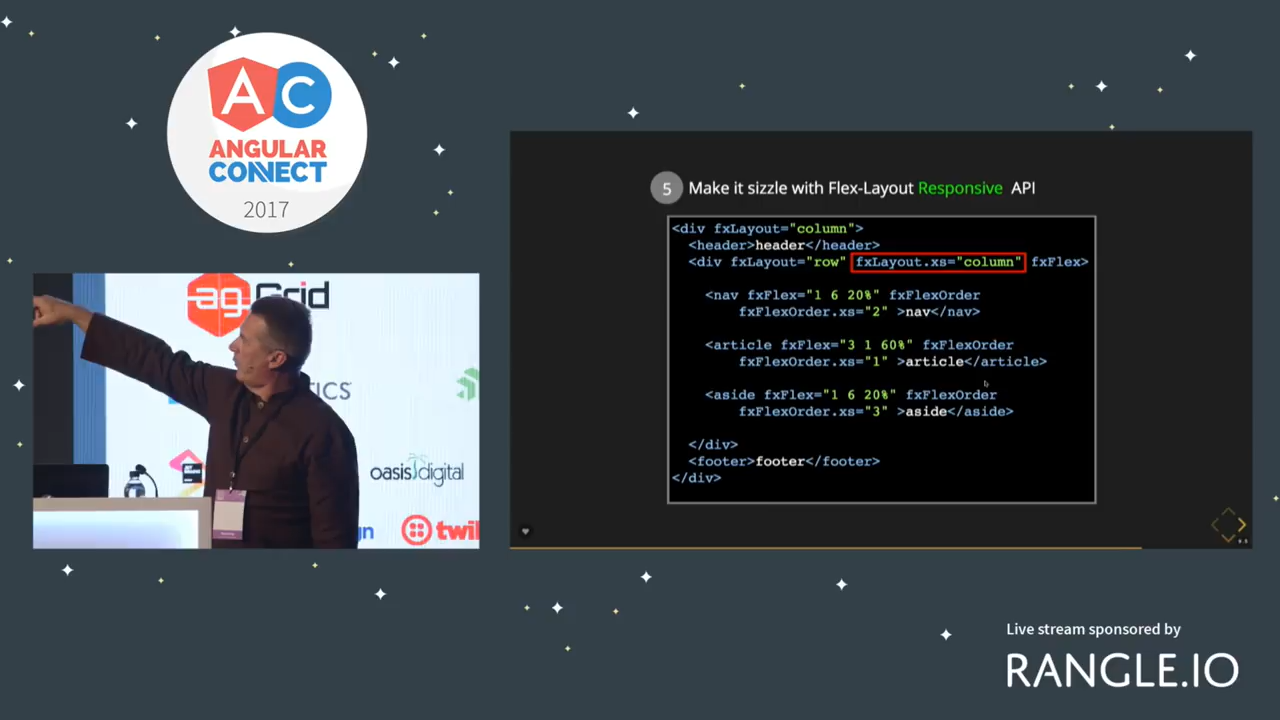 AC
ANGULAR
CONNECT
2017
ag Grid
ICS
oasis digital
twil
5 Make it sizzle with Flex-Layout Responsive API
<div fxLayout="column">
<header>header</header>
<div fxLayout="row" fxLayout.xs="column" fxFlex>
<nav fxFlex="1 6 20%" fxFlexOrder
fxFlexOrder.xs="2" >nav</nav>
<article fxFlex="3 1 60%" fxFlexOrder
fxFlexOrder.xs="1" >article</article>
<aside fxFlex="1 6 20%" fxFlexOrder
fxFlexOrder.xs="3" >aside</aside>
</div>
<footer>footer</footer>
</div>
Live stream sponsored by
RANGLE.IO